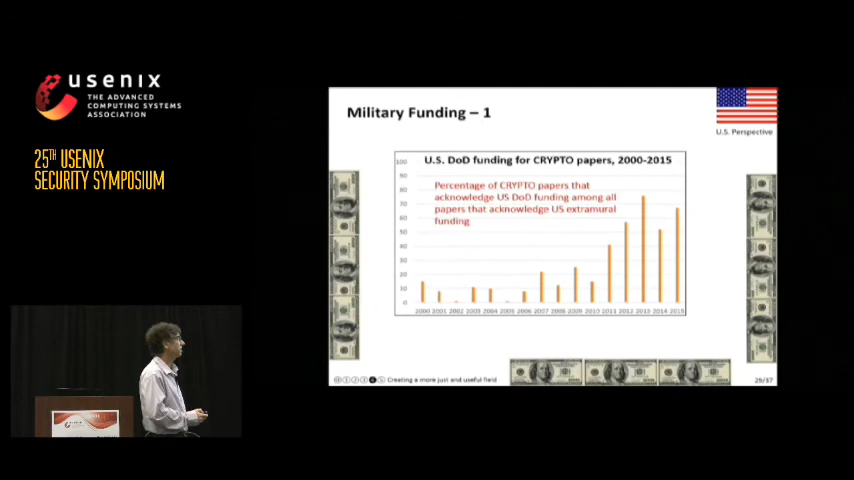 usenix
THE ADVANCED
COMPUTING SYSTEMS
ASSOCIATION
25TH USENIX
SECURITY SYMPOSIUM
Military Funding – 1
U.S. Perspective
U.S. DoD funding for CRYPTO papers, 2000-2015
Percentage of CRYPTO papers that
acknowledge US DoD funding among all
papers that acknowledge US extramural
funding
100
90
80
70
60
50
40
30
20
10
0
2000 2001 2002 2003 2004 2005 2006 2007 2008 2009 2010 2011 2012 2013 2014 2015
Creating a more just and useful field
29/37